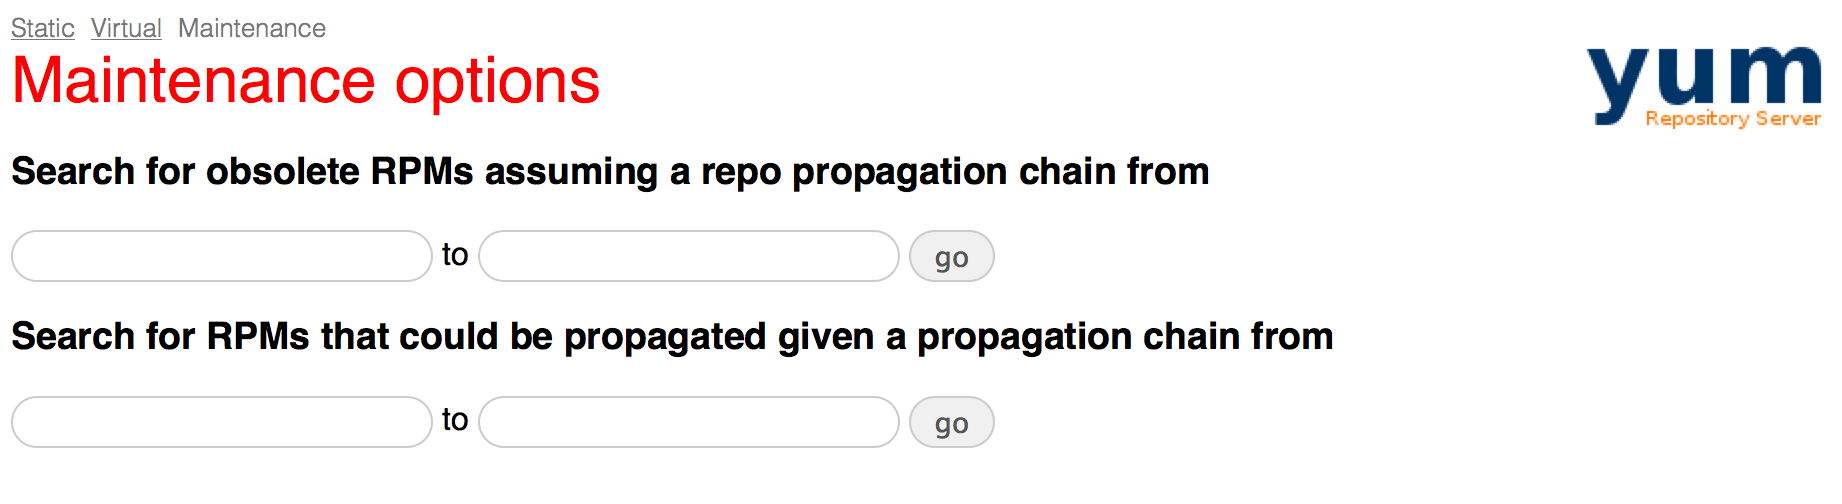 Static Virtual Maintenance
Maintenance options
yum
Repository Server
Search for obsolete RPMs assuming a repo propagation chain from
to go
Search for RPMs that could be propagated given a propagation chain from
to go